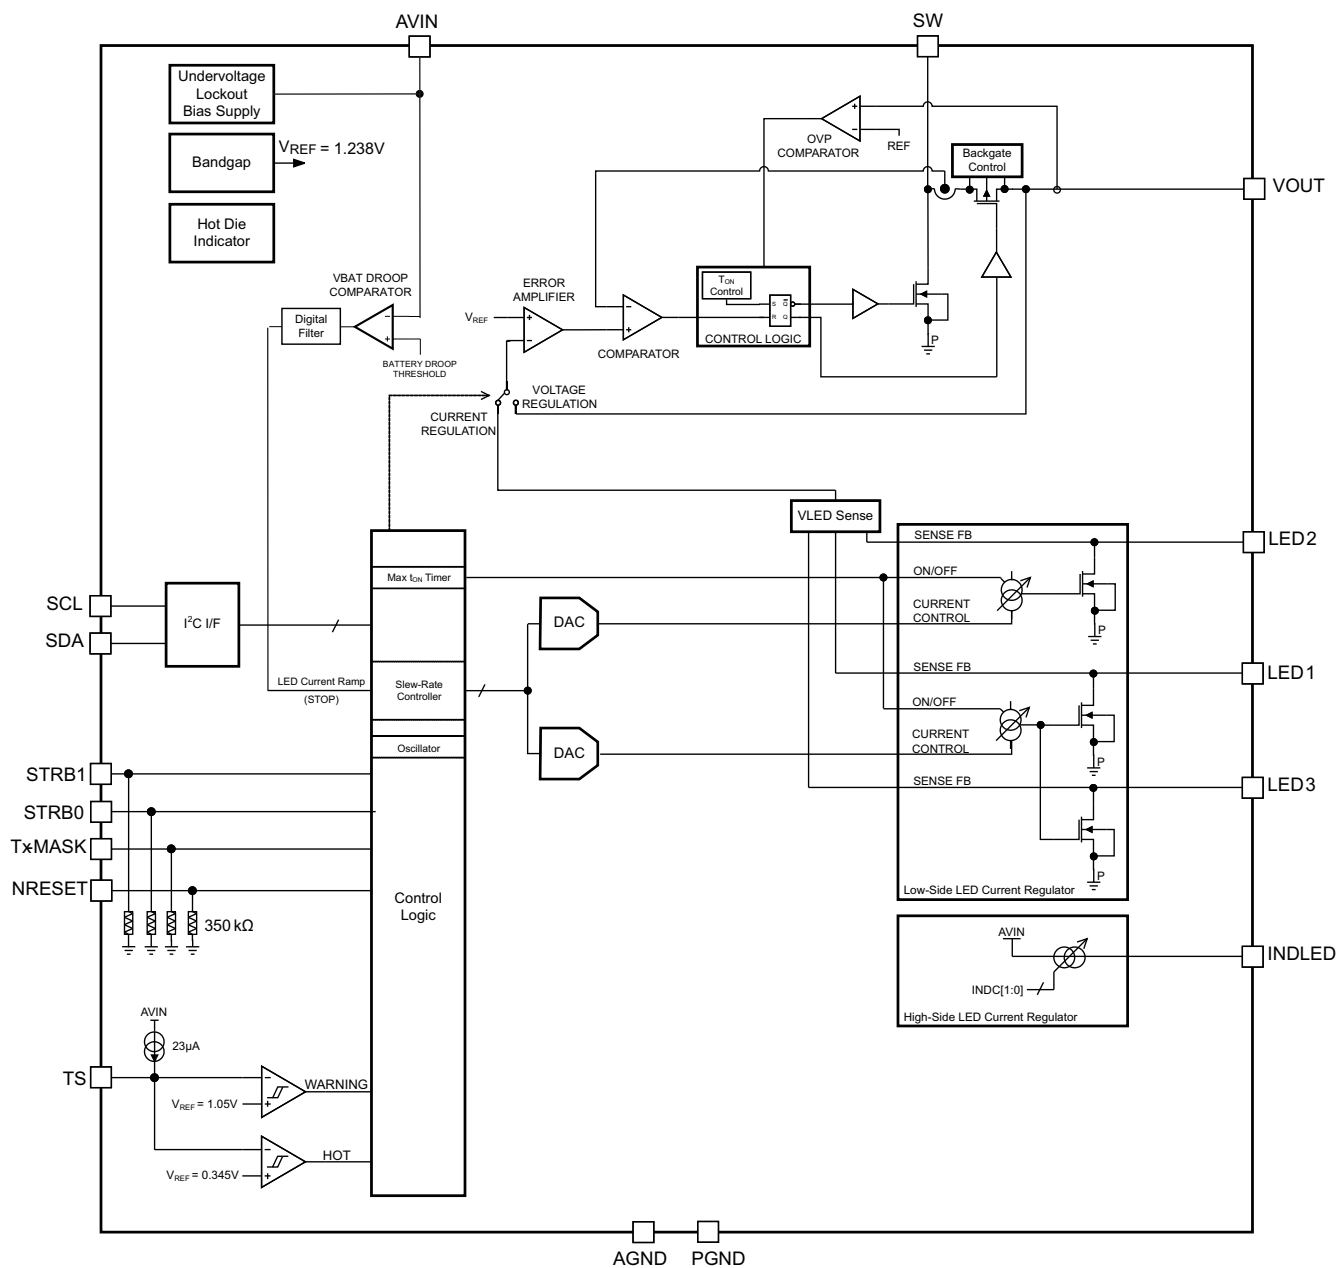 AVIN
SW
Undervoltage
Lockout
Bias Supply
Bandgap
VREF = 1.238V
Hot Die
Indicator
OVP
COMPARATOR
+
−
REF
Backgate
Control
VOUT
VBAT DROOP
COMPARATOR
Digital
Filter
−
+
BATTERY DROOP
THRESHOLD
ERROR
AMPLIFIER
VREF
+
−
−
+
COMPARATOR
TON
Control
S Q
R Q
CONTROL LOGIC
P
VOLTAGE
REGULATION
CURRENT
REGULATION
VLED Sense
SENSE FB
LED2
ON/OFF
CURRENT
CONTROL
P
Max tON Timer
SCL
SDA
I2C I/F
DAC
LED Current Ramp
(STOP)
Slew-Rate
Controller
SENSE FB
LED1
ON/OFF
CURRENT
CONTROL
P
DAC
Oscillator
STRB1
STRB0
Tx-MASK
NRESET
350 kΩ
SENSE FB
LED3
P
Low-Side LED Current Regulator
Control
Logic
AVIN
INDLED
INDC[1:0]
High-Side LED Current Regulator
AVIN
23µA
TS
−
+
WARNING
VREF = 1.05V
−
+
HOT
VREF = 0.345V
AGND
PGND